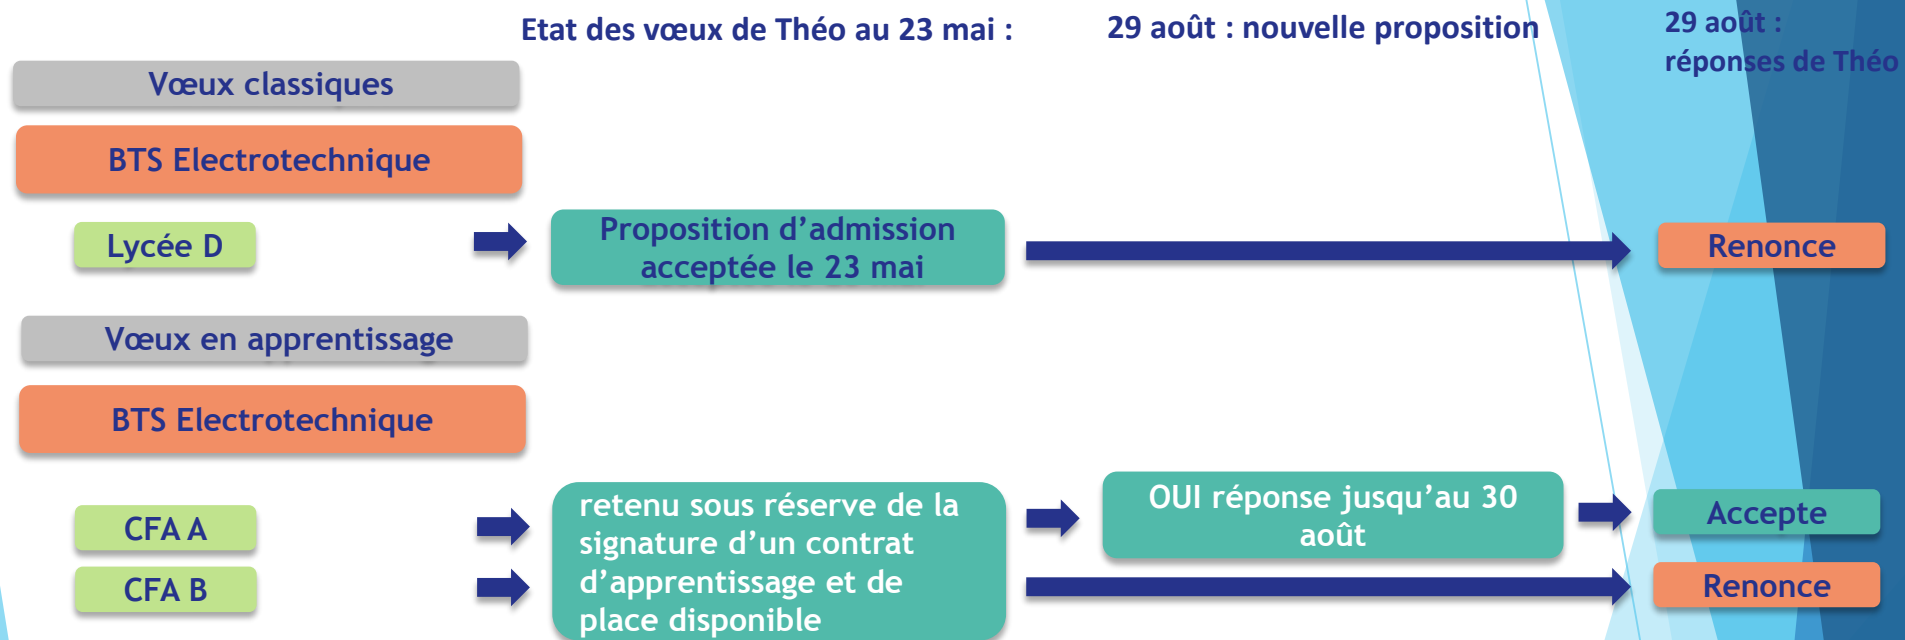 Etat des vœux de Théo au 23 mai :
29 août : nouvelle proposition
29 août :
réponses de Théo
Vœux classiques
BTS Electrotechnique
Lycée D
Proposition d’admission
acceptée le 23 mai
Renonce
Vœux en apprentissage
BTS Electrotechnique
CFA A
retenu sous réserve de la
signature d’un contrat
d’apprentissage et de
place disponible
OUI réponse jusqu’au 30
août
Accepte
CFA B
Renonce